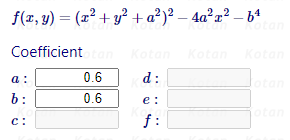 f(x, y) = (x² + y² + a²)² – 4a²x² – b⁴
Coefficient
a : 0.6 d :
b : 0.6 e :
c : f :